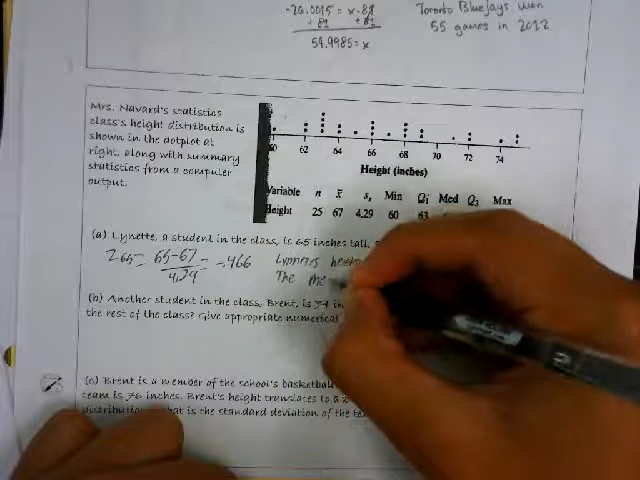 -26.0015 = x - 81
+ 81 + 81
54.9985 = x
Toronto BlueJays won
55 games in 2012
Mrs. Navard's statistics
class's height distribution is
shown in the dotplot at
right, along with summary
statistics from a computer
output.
60 62 64 66 68 70 72 74
Height (inches)
Variable n x̄ sₓ Min Q₁ Med Q₃ Max
Height 25 67 4.29 60 63
(a) Lynette, a student in the class, is 65 inches tall.
Z65 = 65-67 = -.466
4.29
height
The me
(b) Another student in the class, Brent, is 74 in
the rest of the class? Give appropriate numerical
(c) Brent is a member of the school's basketball
team is 76 inches. Brent's height translates to a z
distribution. What is the standard deviation of the te